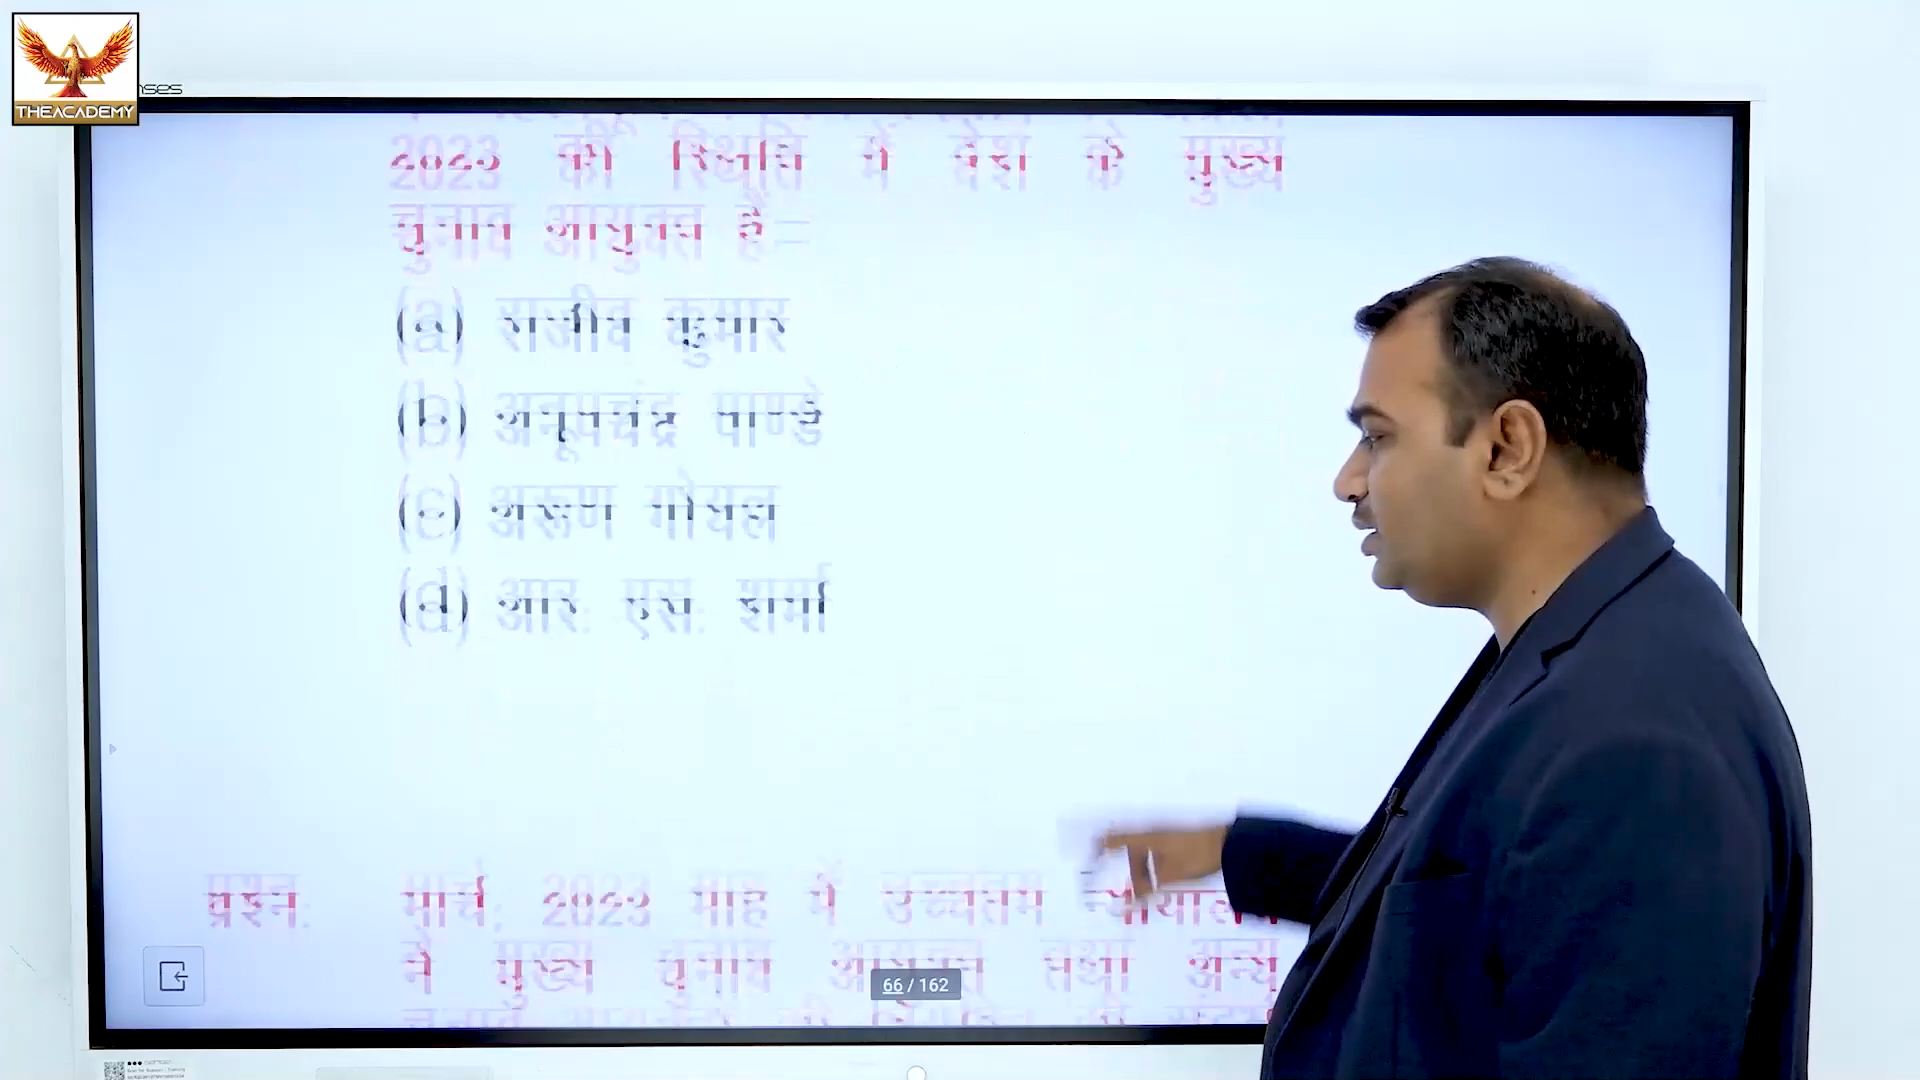 THEACADEMY
2023 की स्थिति में देश के मुख्य
चुनाव आयुक्त हैं–
(a) राजीव कुमार
(b) अनूपचंद्र पाण्डे
(c) अरूण गोयल
(d) आर. एस. शर्मा
प्रश्न. मार्च, 2023 माह में उच्चतम न्यायालय
ने मुख्य चुनाव आयुक्त तथा अन्य
66 / 162